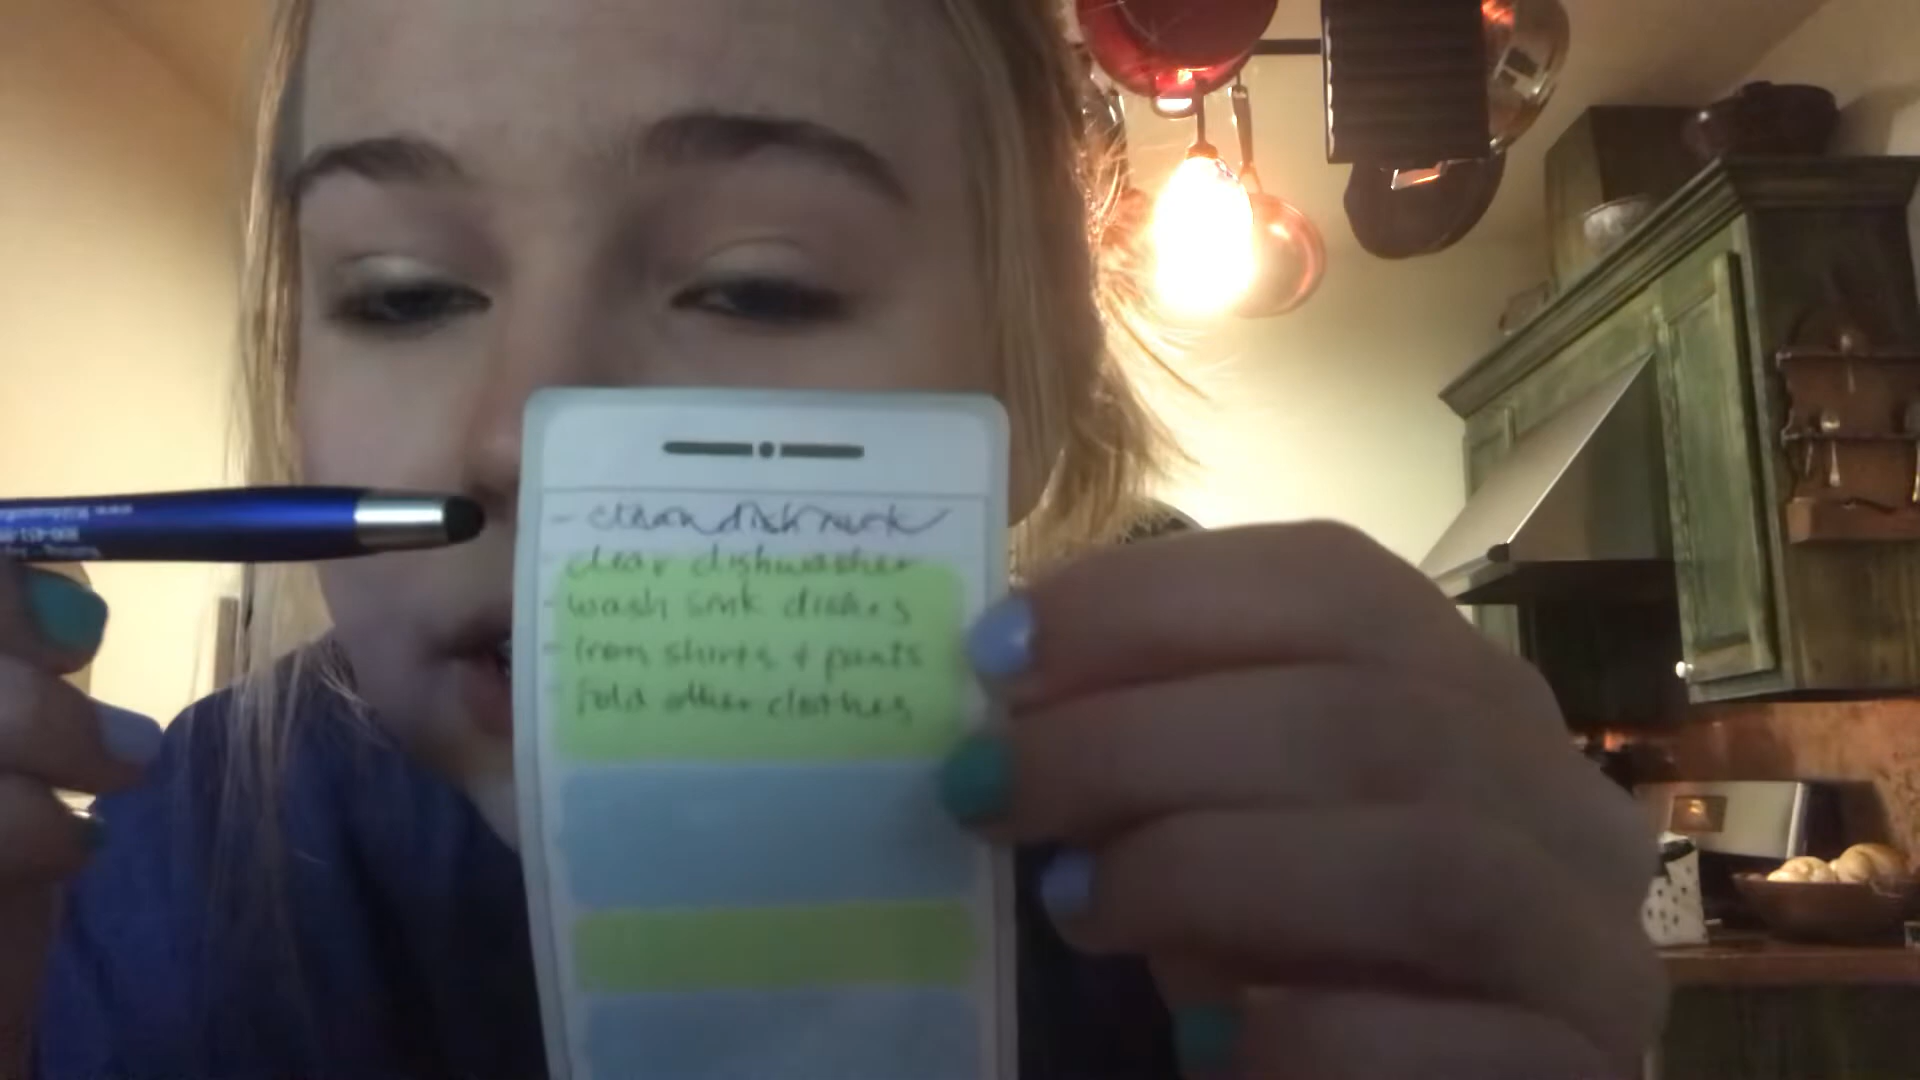 - clean dish rack
clear dishwasher
- wash sink dishes
- iron shirts + pants
fold other clothes